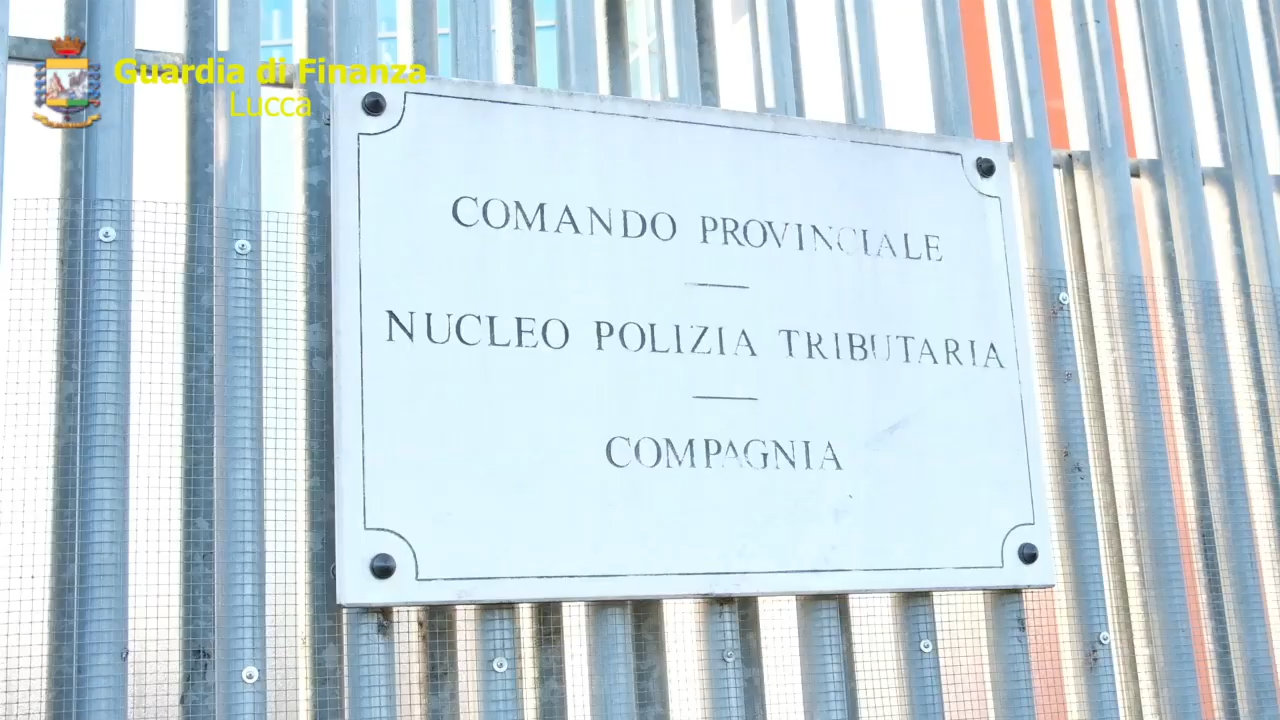 Guardia di Finanza
Lucca
COMANDO PROVINCIALE
NUCLEO POLIZIA TRIBUTARIA
COMPAGNIA